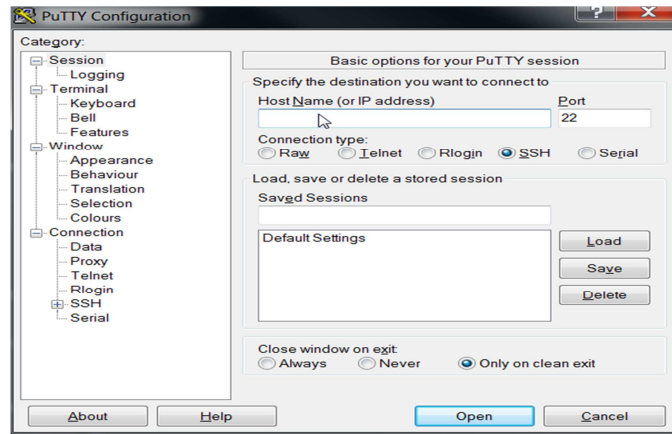 PuTTY Configuration
Category:
Session
Logging
Terminal
Keyboard
Bell
Features
Window
Appearance
Behaviour
Translation
Selection
Colours
Connection
Data
Proxy
Telnet
Rlogin
SSH
Serial
Basic options for your PuTTY session
Specify the destination you want to connect to
Host Name (or IP address) Port
22
Connection type:
Raw Telnet Rlogin SSH Serial
Load, save or delete a stored session
Saved Sessions
Default Settings
Load
Save
Delete
Close window on exit:
Always Never Only on clean exit
About Help Open Cancel